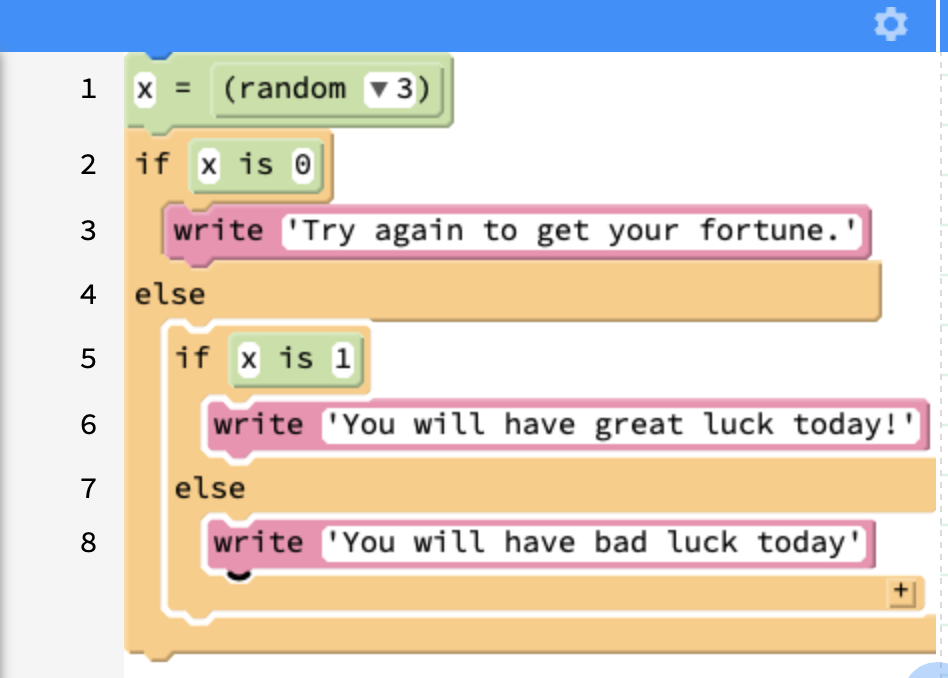 1 x = (random ▼ 3)
2 if x is 0
3 write 'Try again to get your fortune.'
4 else
5 if x is 1
6 write 'You will have great luck today!'
7 else
8 write 'You will have bad luck today'
+